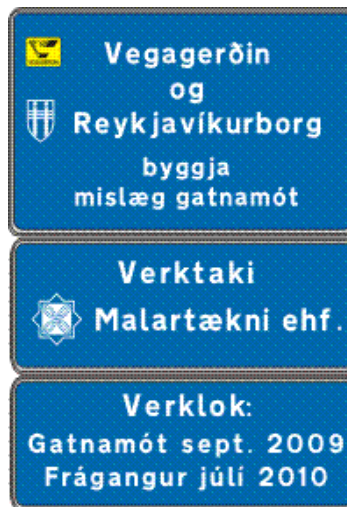 Vegagerðin
og
Reykjavíkurborg
byggja
mislæg gatnamót
Verktaki
Malartækni ehf.
Verklok:
Gatnamót sept. 2009
Frágangur júlí 2010